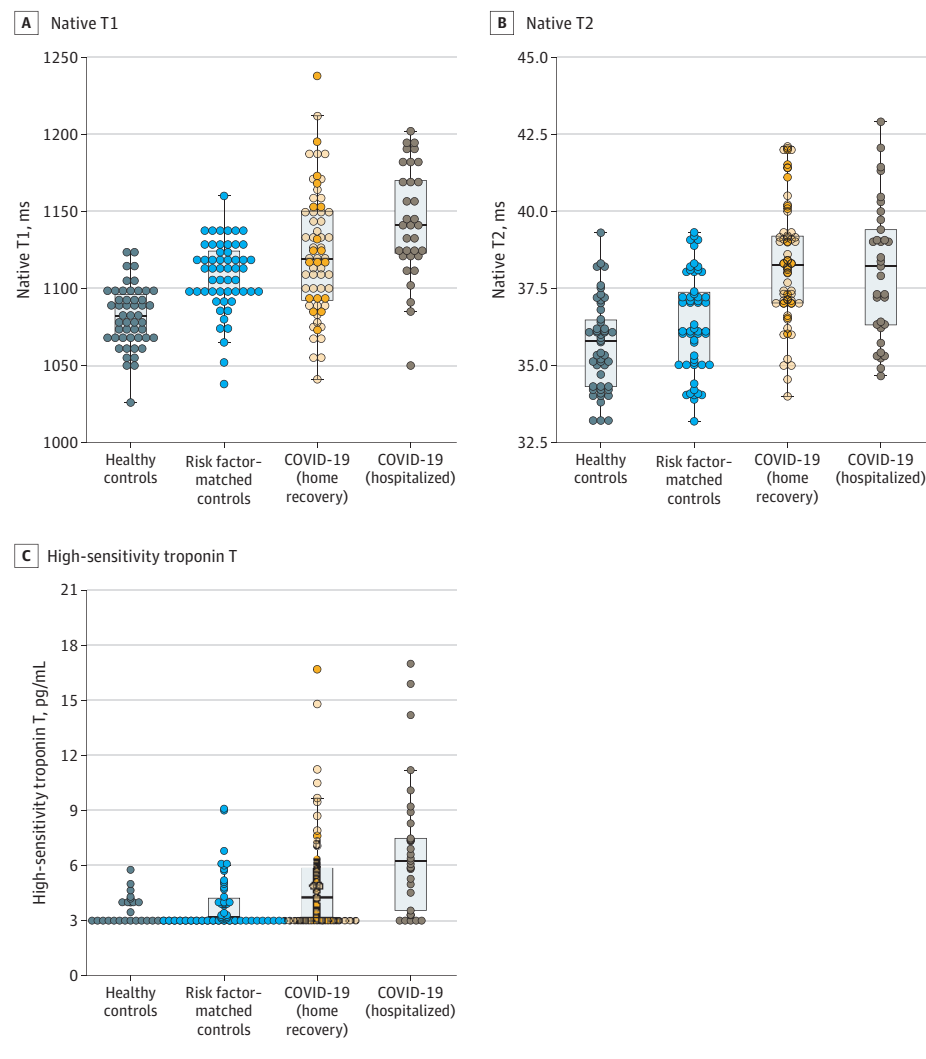 A Native T1
1250
1200
1150
1100
1050
1000
Native T1, ms
Healthy
controls
Risk factor–
matched
controls
COVID-19
(home
recovery)
COVID-19
(hospitalized)
B Native T2
45.0
42.5
40.0
37.5
35.0
32.5
Native T2, ms
Healthy
controls
Risk factor–
matched
controls
COVID-19
(home
recovery)
COVID-19
(hospitalized)
C High-sensitivity troponin T
21
18
15
12
9
6
3
0
High-sensitivity troponin T, pg/mL
Healthy
controls
Risk factor–
matched
controls
COVID-19
(home
recovery)
COVID-19
(hospitalized)